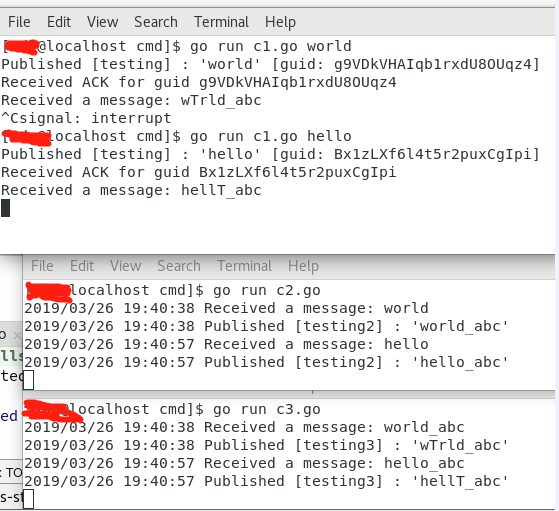 File Edit View Search Terminal Help
@localhost cmd]$ go run c1.go world
Published [testing] : 'world' [guid: g9VDkVHAIqb1rxdU8OUqz4]
Received ACK for guid g9VDkVHAIqb1rxdU8OUqz4
Received a message: wTrld_abc
^Csignal: interrupt
localhost cmd]$ go run c1.go hello
Published [testing] : 'hello' [guid: Bx1zLXf6l4t5r2puxCgIpi]
Received ACK for guid Bx1zLXf6l4t5r2puxCgIpi
Received a message: hellT_abc
File Edit View Search Terminal Help
localhost cmd]$ go run c2.go
2019/03/26 19:40:38 Received a message: world
2019/03/26 19:40:38 Published [testing2] : 'world_abc'
2019/03/26 19:40:57 Received a message: hello
2019/03/26 19:40:57 Published [testing2] : 'hello_abc'
localhost cmd]$ go run c3.go
2019/03/26 19:40:38 Received a message: world_abc
2019/03/26 19:40:38 Published [testing3] : 'wTrld_abc'
2019/03/26 19:40:57 Received a message: hello_abc
2019/03/26 19:40:57 Published [testing3] : 'hellT_abc'